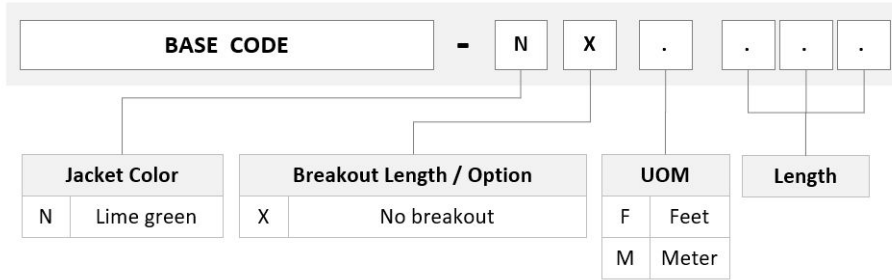 BASE CODE - N X . . . .
Jacket Color
N Lime green
Breakout Length / Option
X No breakout
UOM
F Feet
M Meter
Length